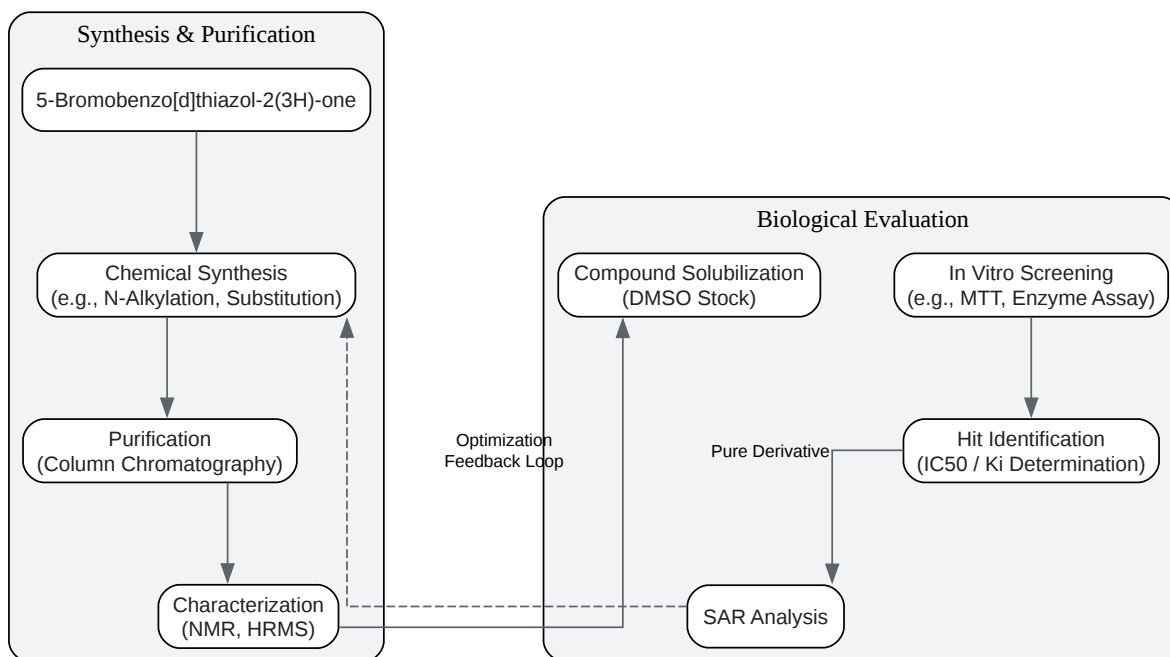 Synthesis & Purification
5-Bromobenzo[d]thiazol-2(3H)-one
Chemical Synthesis
(e.g., N-Alkylation, Substitution)
Purification
(Column Chromatography)
Characterization
(NMR, HRMS)
Optimization
Feedback Loop
Biological Evaluation
Compound Solubilization
(DMSO Stock)
In Vitro Screening
(e.g., MTT, Enzyme Assay)
Pure Derivative
Hit Identification
(IC50 / Ki Determination)
SAR Analysis